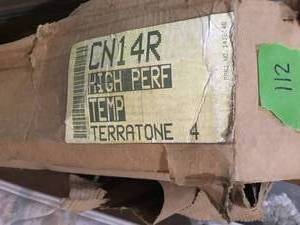 CN14R
HIGH PERF
TEMP
TERRATONE 4
112